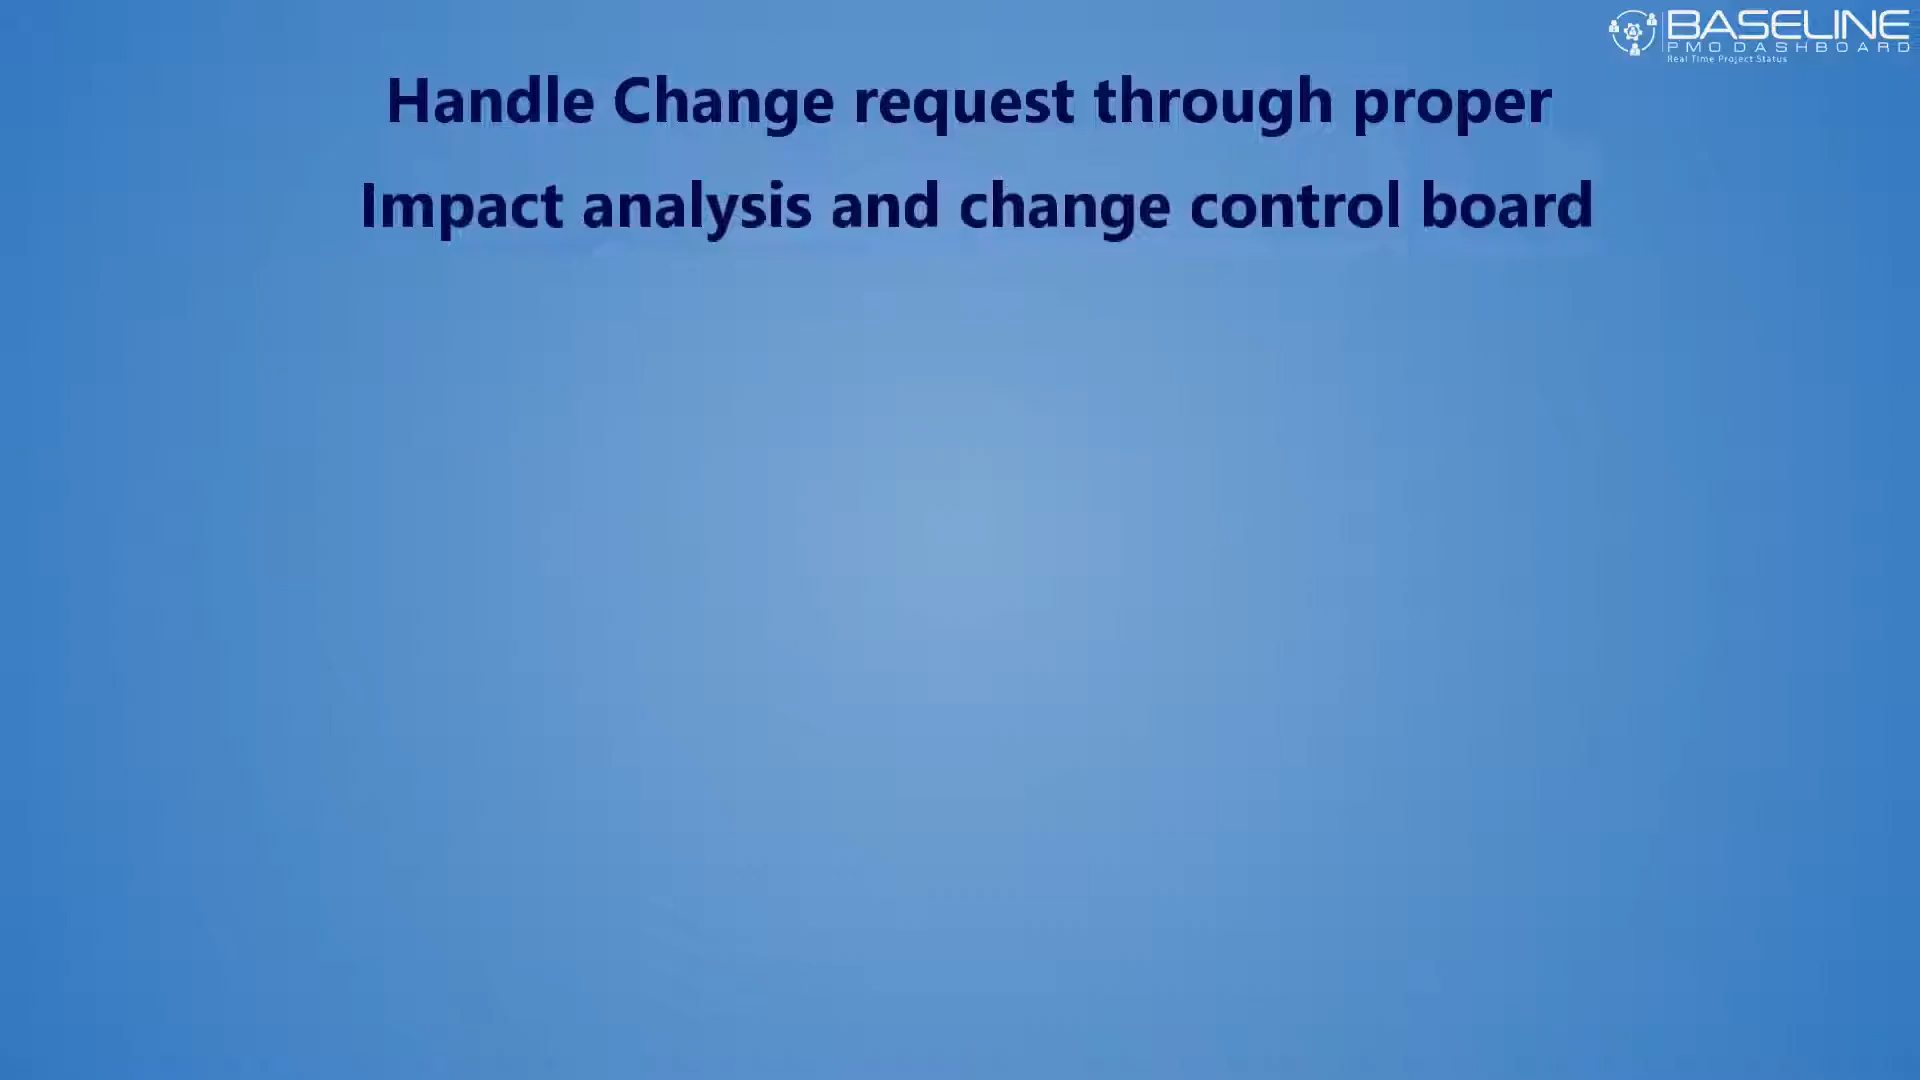 BASELINE
PMO DASHBOARD
Real Time Project Status
Handle Change request through proper
Impact analysis and change control board